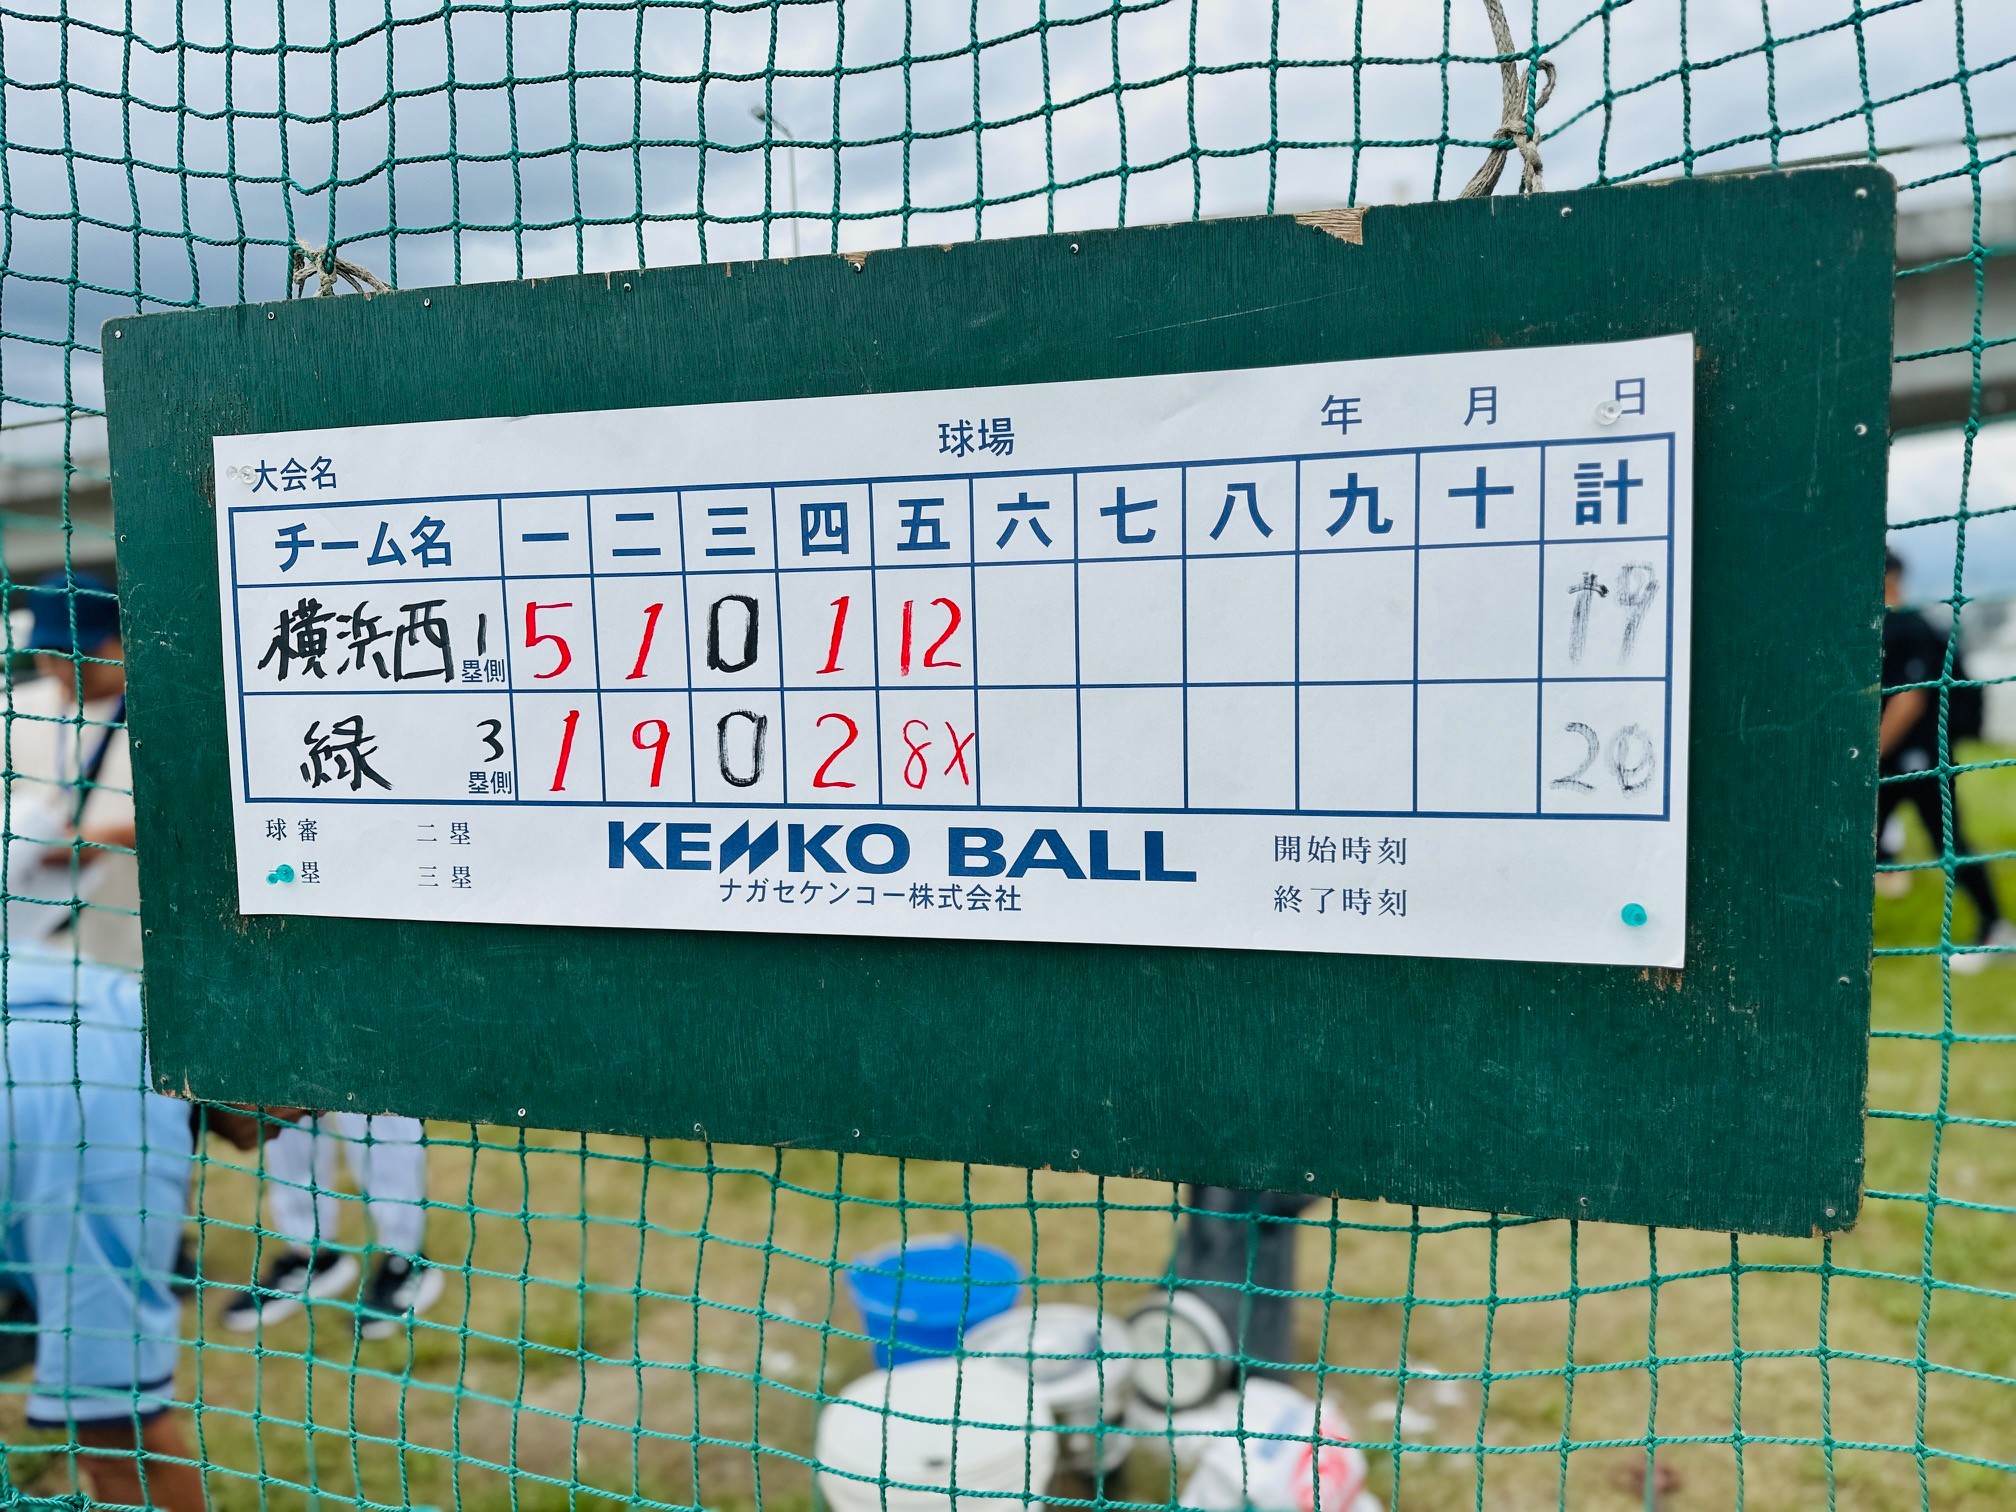 大会名 球場 年 月 日
チーム名 一 二 三 四 五 六 七 八 九 十 計
横浜西 1塁側 5 1 0 1 12 19
緑 3塁側 1 9 0 2 8X 20
球審 二塁 KENKO BALL 開始時刻
塁 三塁 ナガセケンコー株式会社 終了時刻